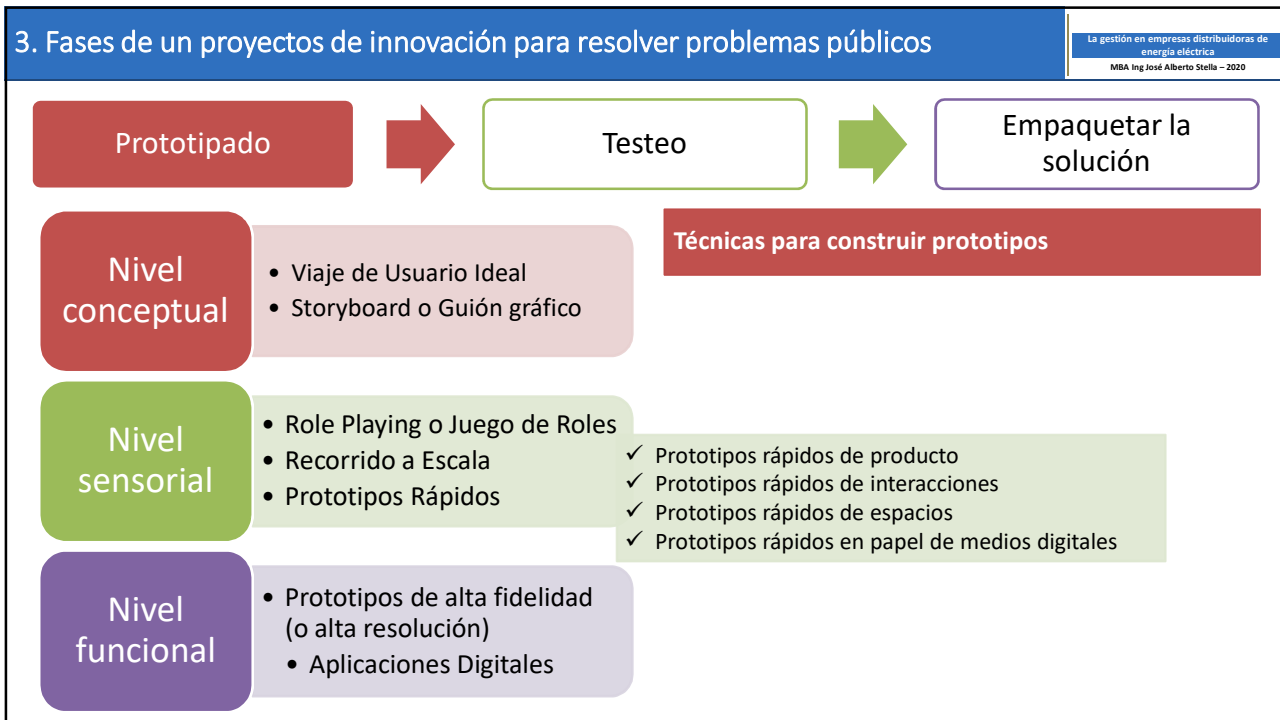 3. Fases de un proyectos de innovación para resolver problemas públicos
La gestión en empresas distribuidoras de
energía eléctrica
MBA Ing José Alberto Stella – 2020
Prototipado
Testeo
Empaquetar la
solución
Técnicas para construir prototipos
Nivel
conceptual
• Viaje de Usuario Ideal
• Storyboard o Guión gráfico
Nivel
sensorial
• Role Playing o Juego de Roles
• Recorrido a Escala
• Prototipos Rápidos
✓ Prototipos rápidos de producto
✓ Prototipos rápidos de interacciones
✓ Prototipos rápidos de espacios
✓ Prototipos rápidos en papel de medios digitales
Nivel
funcional
• Prototipos de alta fidelidad
(o alta resolución)
• Aplicaciones Digitales